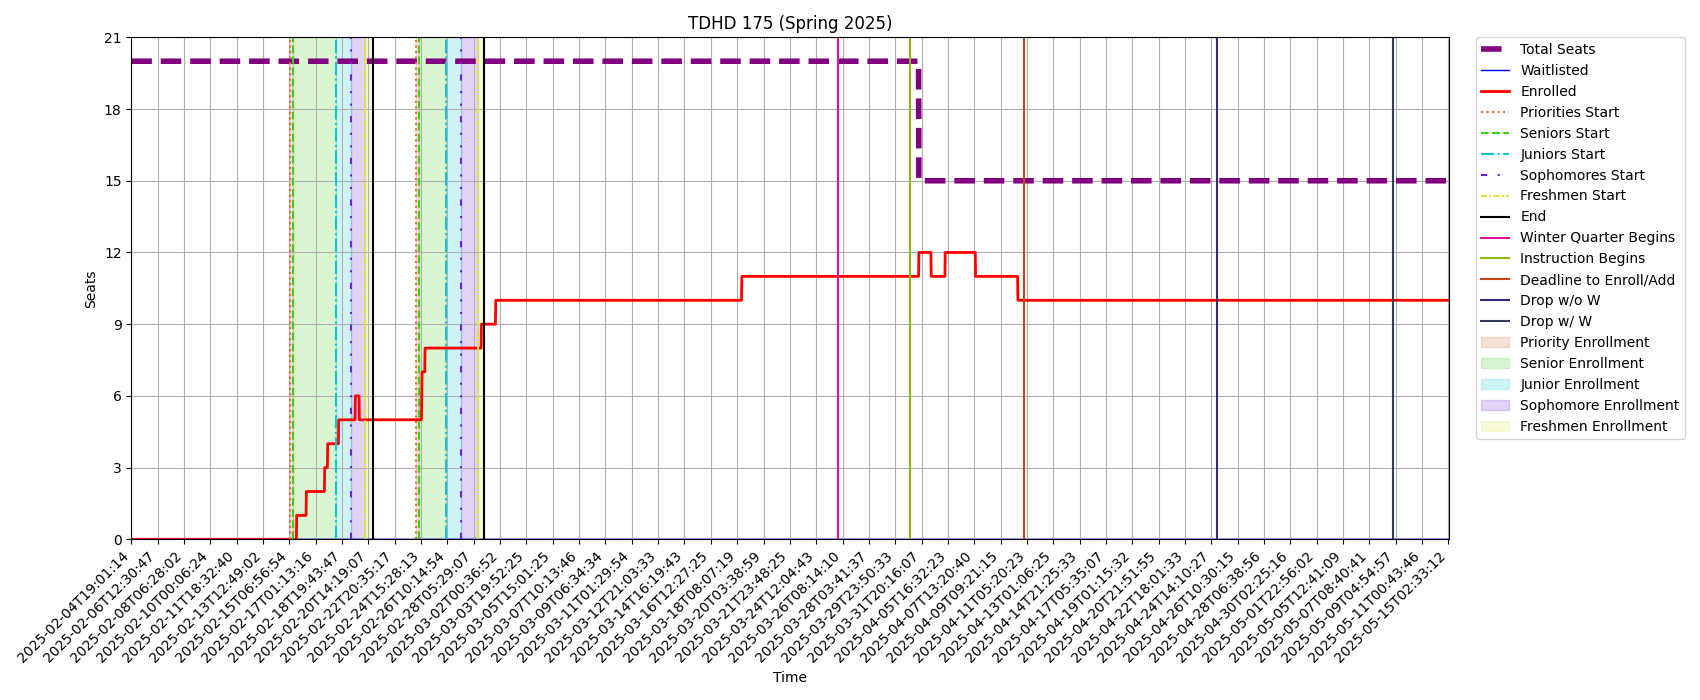 TDHD 175 (Spring 2025)
Seats
21
18
15
12
9
6
3
0
2025-02-04T19:01:14
2025-02-06T12:30:47
2025-02-08T06:28:02
2025-02-10T00:06:24
2025-02-11T18:32:40
2025-02-13T12:49:02
2025-02-15T06:56:54
2025-02-17T01:13:16
2025-02-18T19:43:47
2025-02-20T14:19:07
2025-02-22T20:35:17
2025-02-24T15:28:13
2025-02-26T10:14:54
2025-02-28T05:29:07
2025-03-02T00:36:52
2025-03-03T19:52:25
2025-03-05T15:01:25
2025-03-07T10:13:46
2025-03-09T06:34:34
2025-03-11T01:29:54
2025-03-12T21:03:33
2025-03-14T16:19:43
2025-03-16T12:27:25
2025-03-18T08:07:19
2025-03-20T03:38:59
2025-03-21T23:48:25
2025-03-24T12:04:43
2025-03-26T08:14:10
2025-03-28T03:41:37
2025-03-29T23:50:33
2025-03-31T20:16:07
2025-04-05T16:32:23
2025-04-07T13:20:40
2025-04-09T09:21:15
2025-04-11T05:20:23
2025-04-13T01:06:25
2025-04-14T21:25:33
2025-04-17T05:35:07
2025-04-19T01:15:32
2025-04-20T21:51:55
2025-04-22T18:01:33
2025-04-24T14:10:27
2025-04-26T10:30:15
2025-04-28T06:38:56
2025-04-30T02:25:16
2025-05-01T22:56:02
2025-05-05T12:41:09
2025-05-07T08:40:41
2025-05-09T04:54:57
2025-05-11T00:43:46
2025-05-15T02:33:12
Time
Total Seats
Waitlisted
Enrolled
Priorities Start
Seniors Start
Juniors Start
Sophomores Start
Freshmen Start
End
Winter Quarter Begins
Instruction Begins
Deadline to Enroll/Add
Drop w/o W
Drop w/ W
Priority Enrollment
Senior Enrollment
Junior Enrollment
Sophomore Enrollment
Freshmen Enrollment